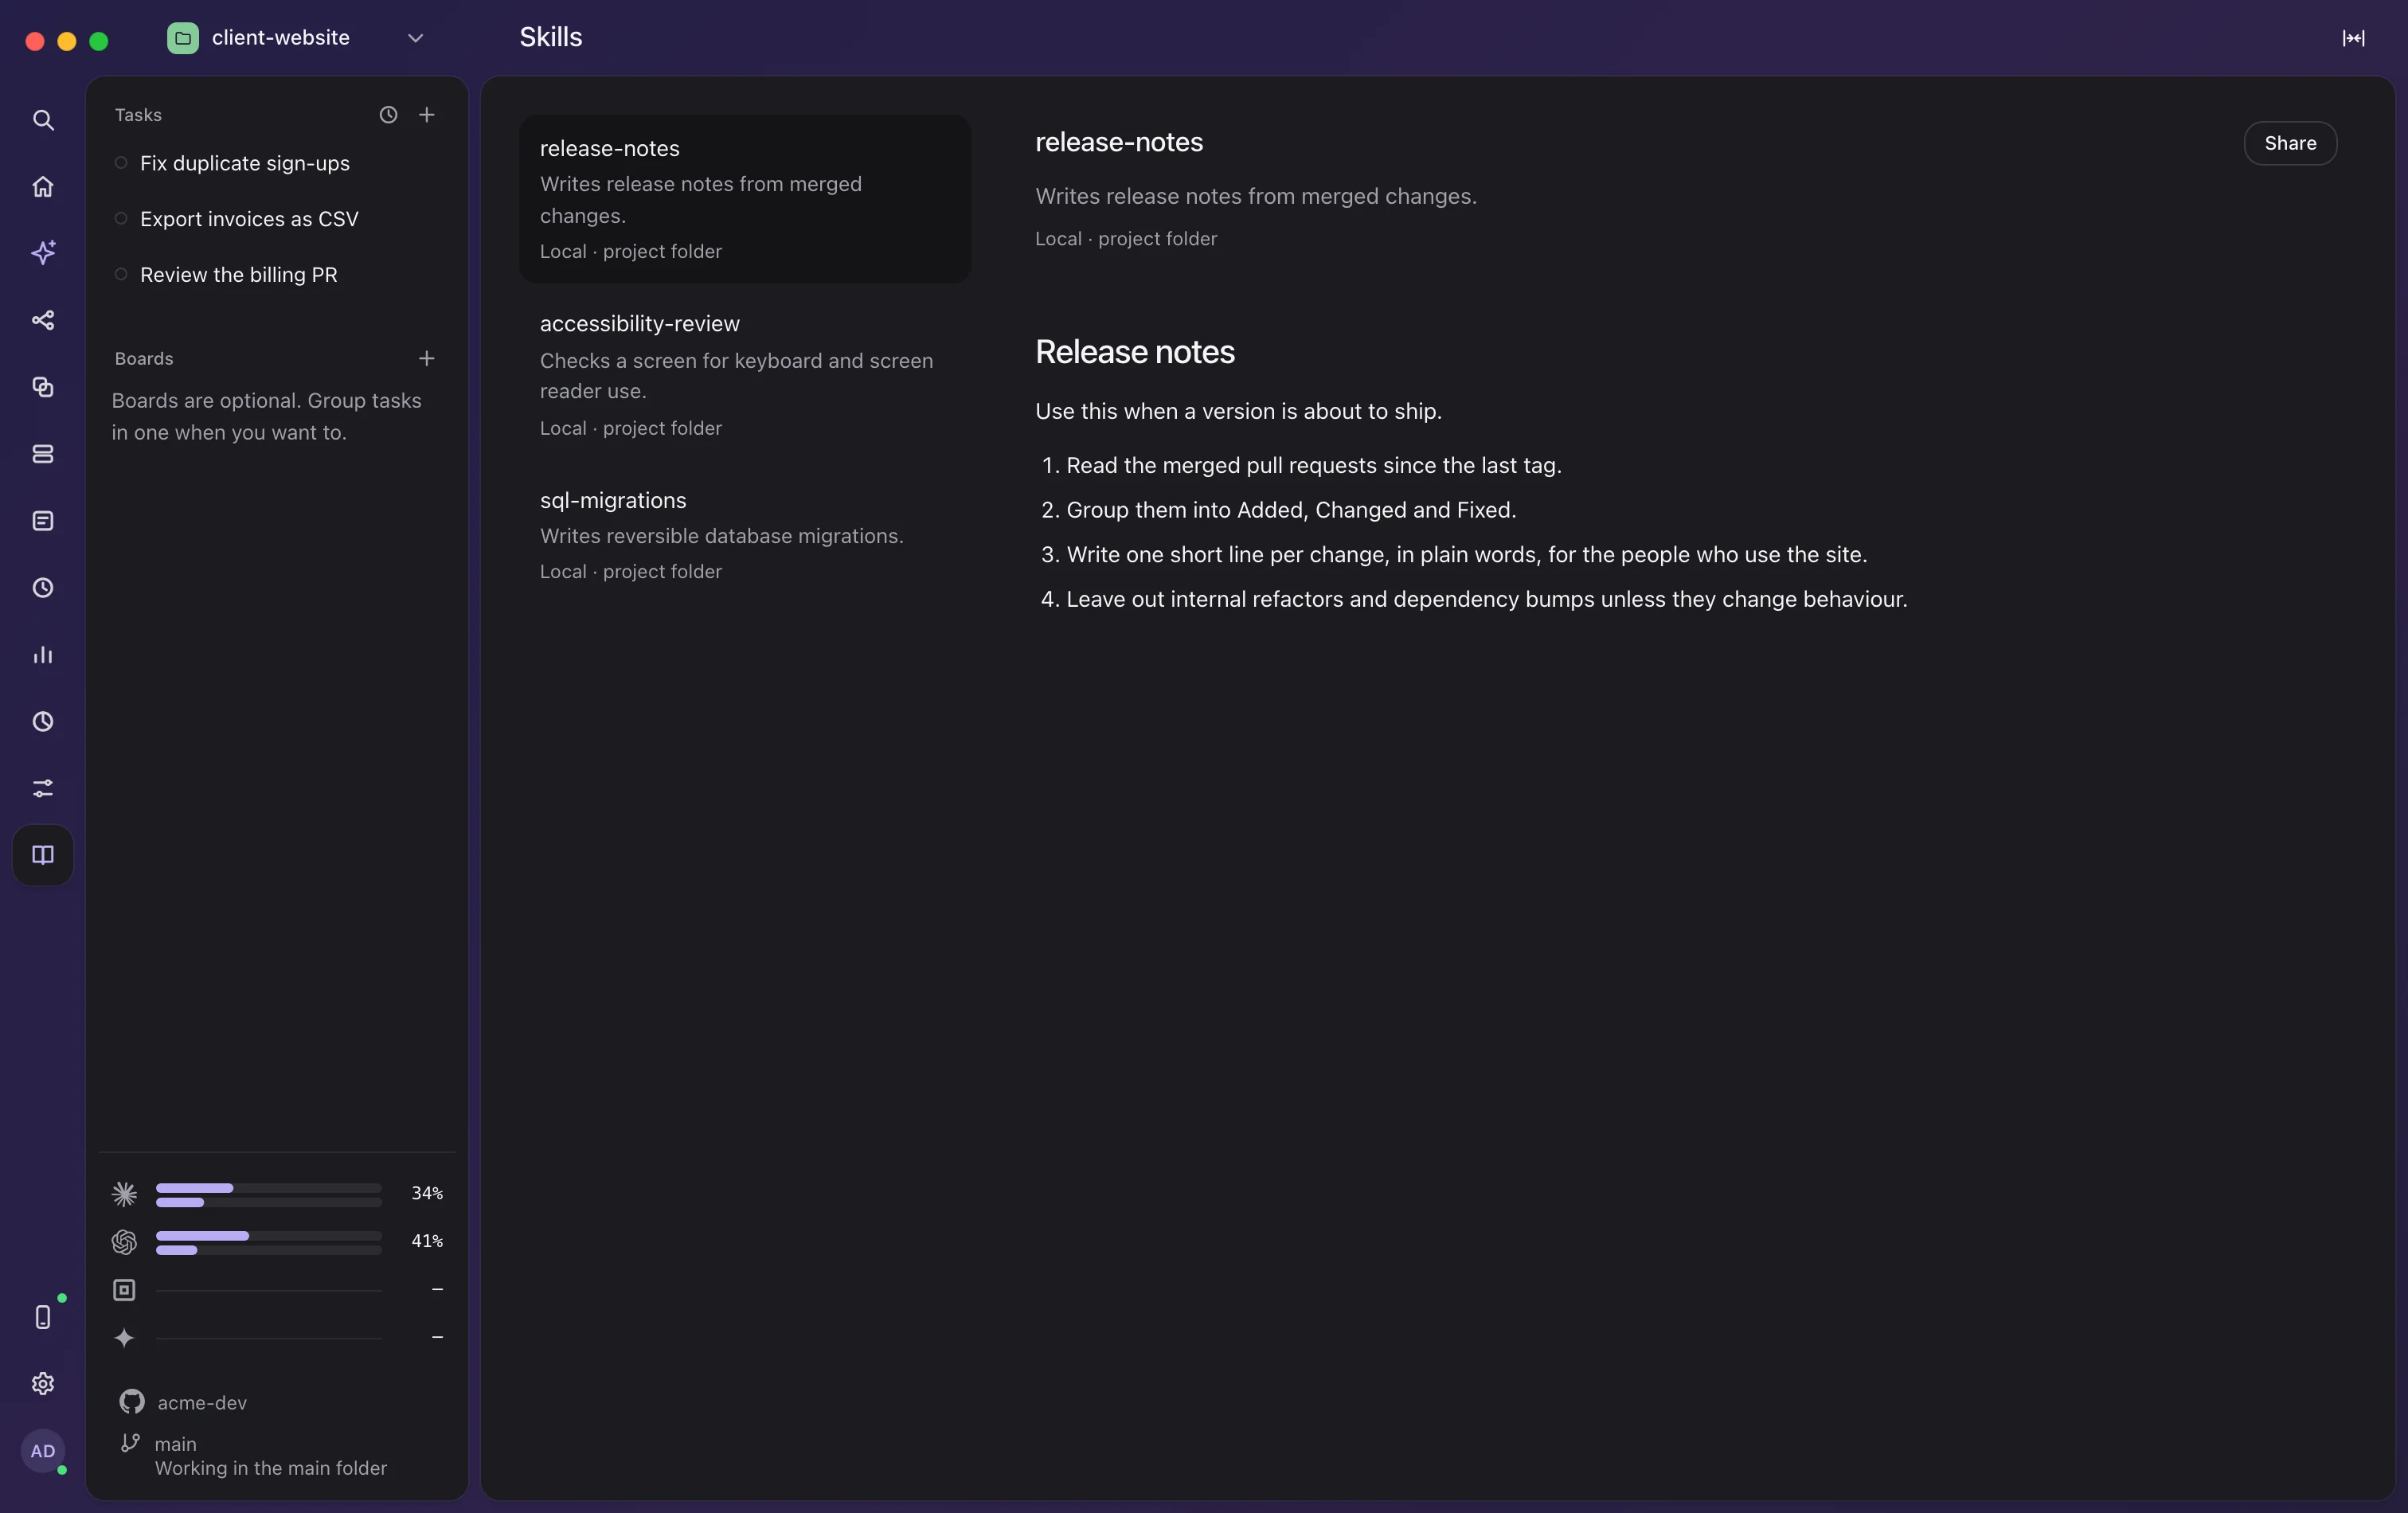 client-website
Skills
Tasks
Fix duplicate sign-ups
Export invoices as CSV
Review the billing PR
Boards
Boards are optional. Group tasks
in one when you want to.
34%
41%
–
–
acme-dev
main
Working in the main folder
AD
release-notes
Writes release notes from merged
changes.
Local · project folder
accessibility-review
Checks a screen for keyboard and screen
reader use.
Local · project folder
sql-migrations
Writes reversible database migrations.
Local · project folder
release-notes
Share
Writes release notes from merged changes.
Local · project folder
Release notes
Use this when a version is about to ship.
1. Read the merged pull requests since the last tag.
2. Group them into Added, Changed and Fixed.
3. Write one short line per change, in plain words, for the people who use the site.
4. Leave out internal refactors and dependency bumps unless they change behaviour.